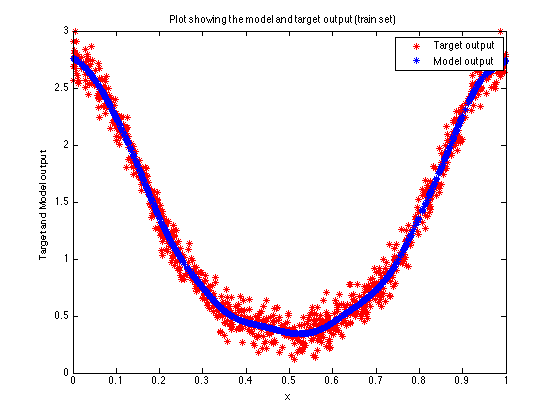 Plot showing the model and target output (train set)
Target output
Model output
Target and Model output
3
2.5
2
1.5
1
0.5
0
0 0.1 0.2 0.3 0.4 0.5 0.6 0.7 0.8 0.9 1
x